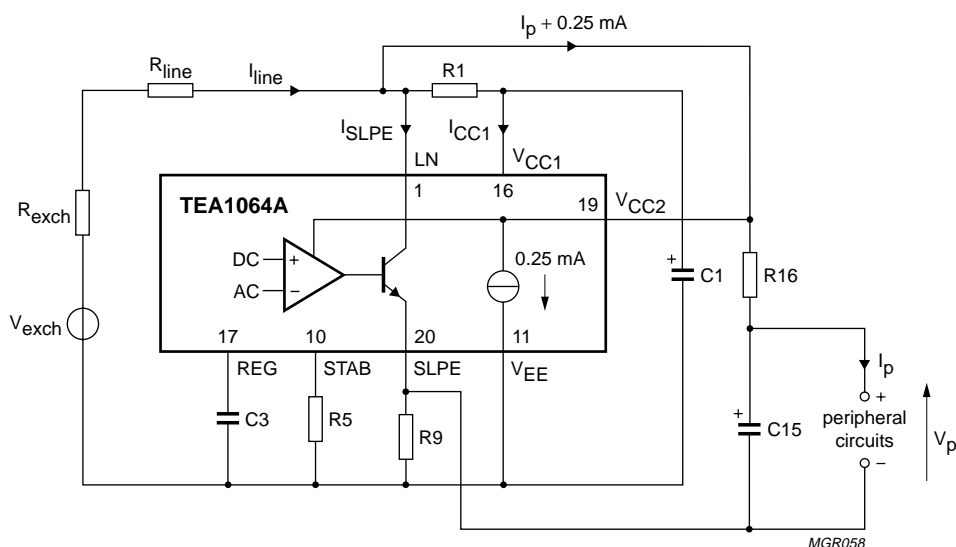 Ip + 0.25 mA
Rline
Iline
R1
ISLPE
ICC1
LN
VCC1
1
16
TEA1064A
19
VCC2
Rexch
DC
+
AC
−
0.25 mA
+
C1
R16
Vexch
17
10
20
11
REG
STAB
SLPE
VEE
Ip
C3
R5
R9
+
C15
+
peripheral
circuits
−
Vp
MGR058